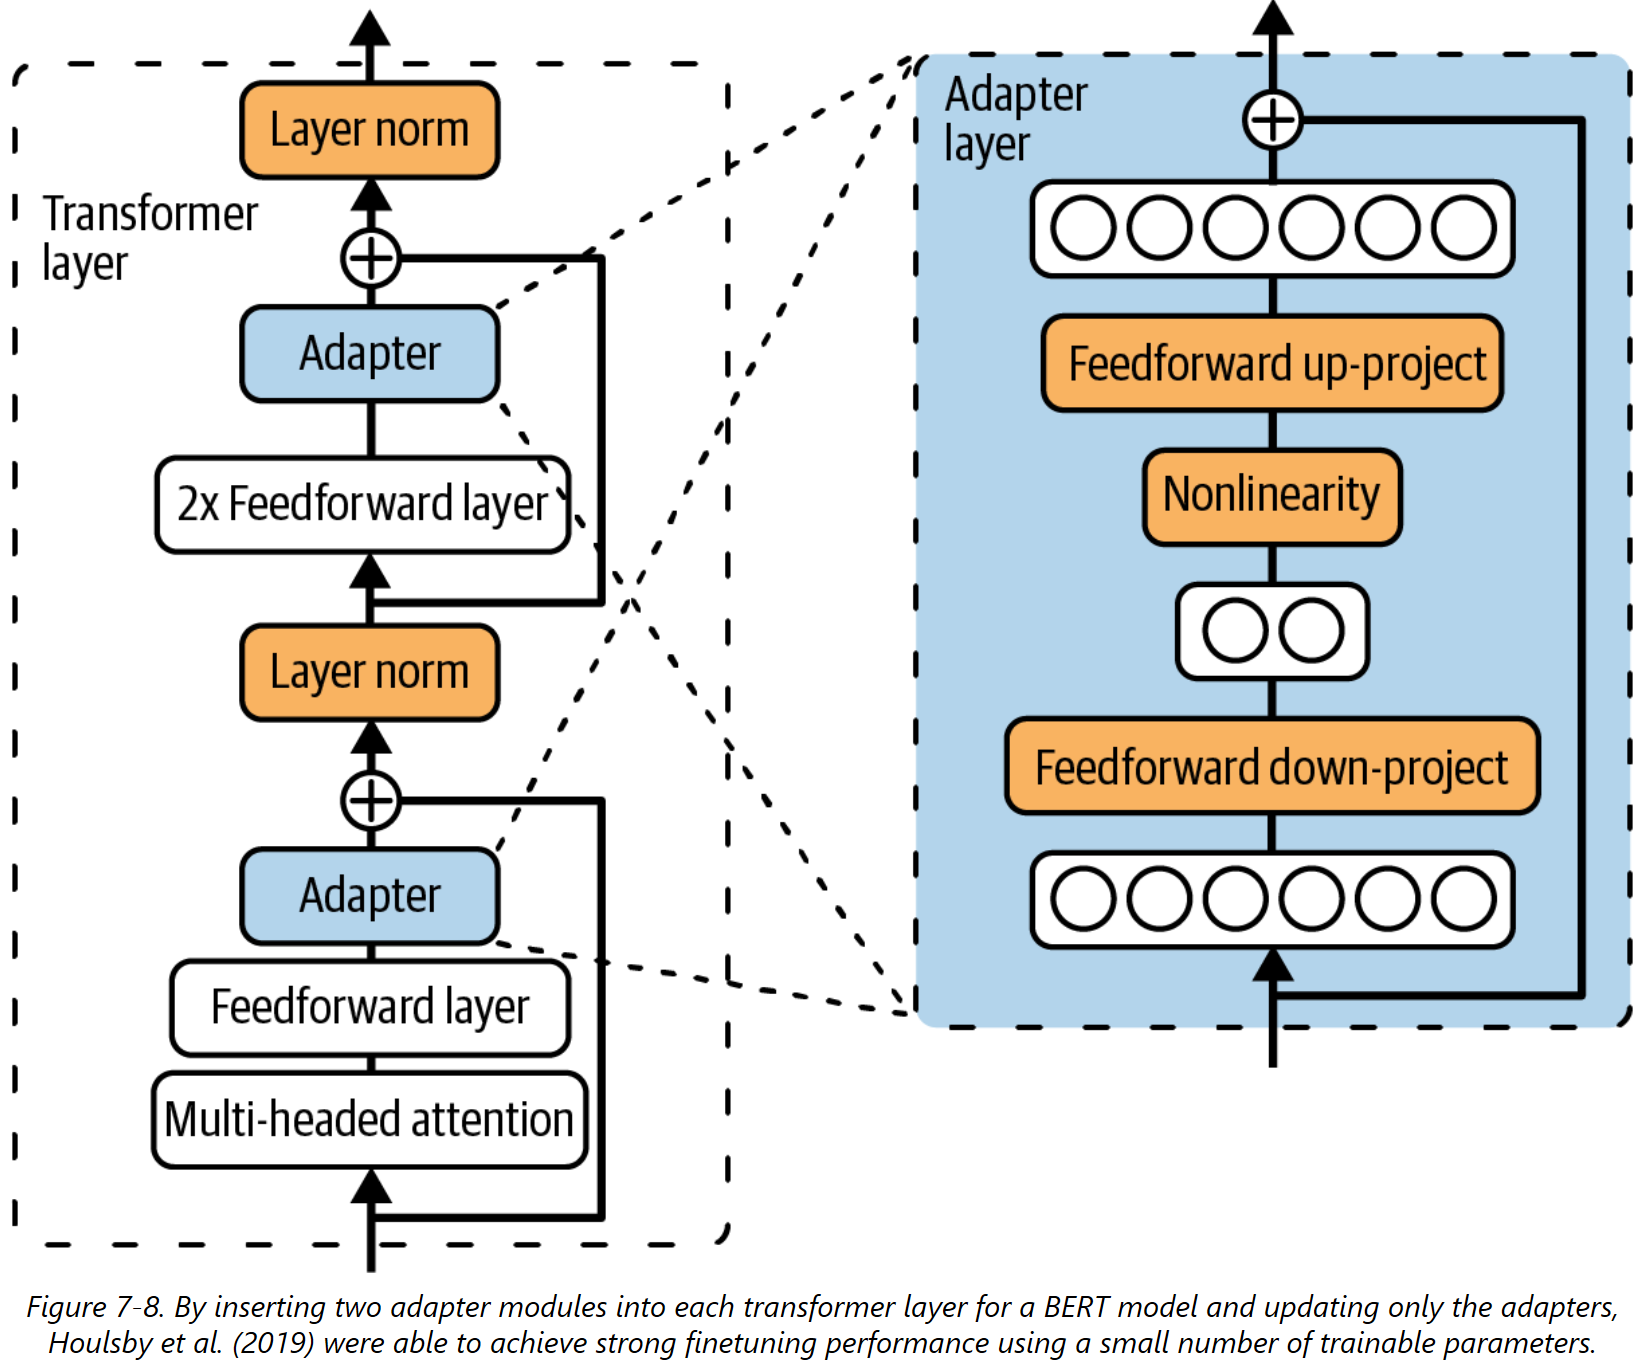 Layer norm
Transformer
layer
Adapter
2x Feedforward layer
Layer norm
Adapter
Feedforward layer
Multi-headed attention
Adapter
layer
Feedforward up-project
Nonlinearity
Feedforward down-project
Figure 7-8. By inserting two adapter modules into each transformer layer for a BERT model and updating only the adapters,
Houlsby et al. (2019) were able to achieve strong finetuning performance using a small number of trainable parameters.